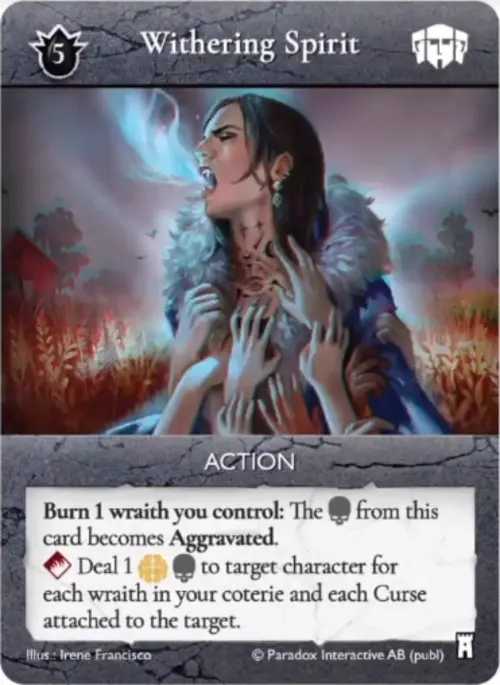 5
Withering Spirit
ACTION
Burn 1 wraith you control: The from this
card becomes Aggravated.
Deal 1 to target character for
each wraith in your coterie and each Curse
attached to the target.
Illus.: Irene Francisco
© Paradox Interactive AB (publ)